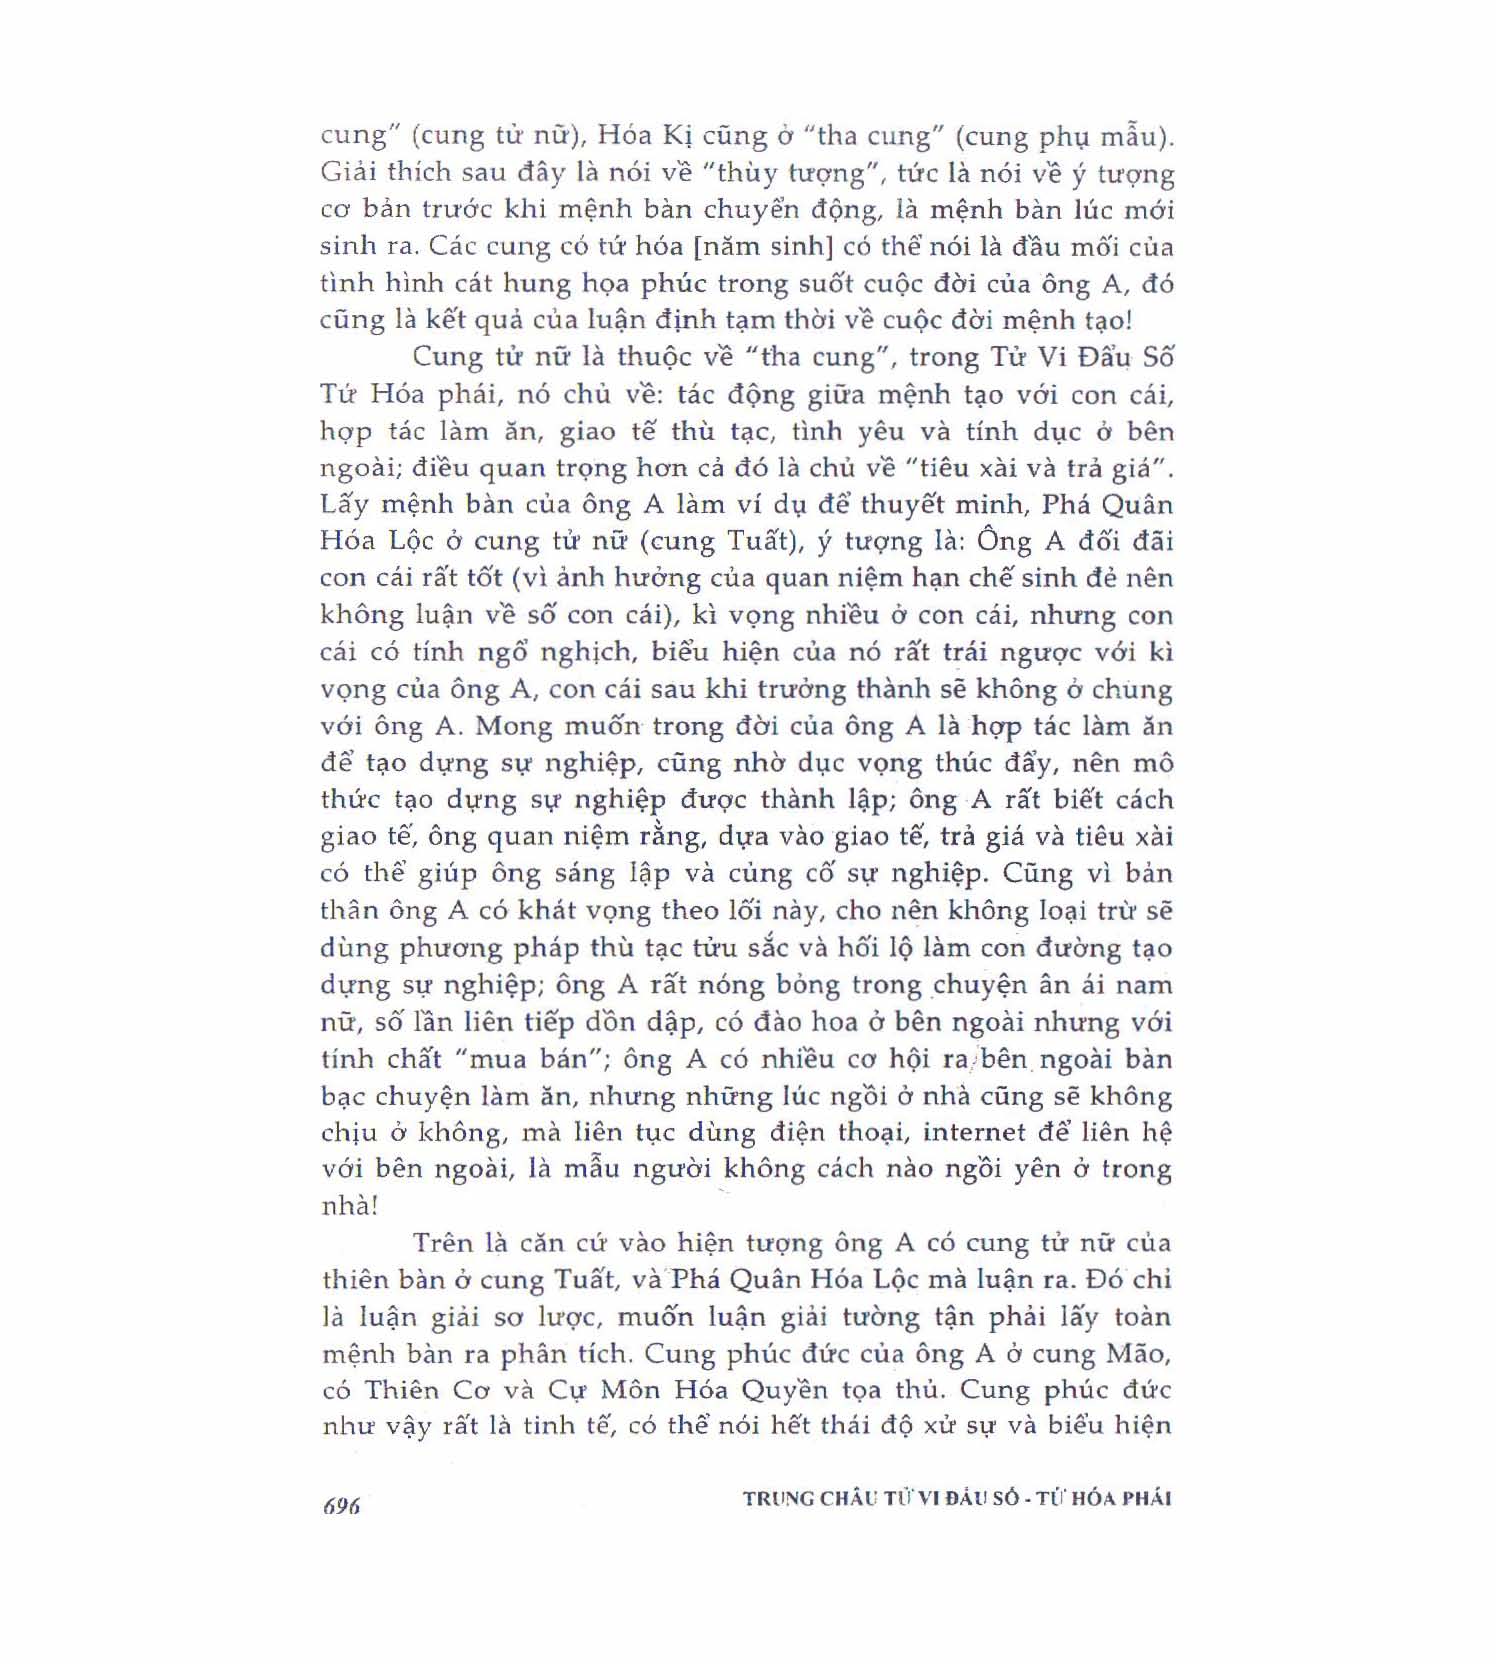 cung” (cung tử nữ), Hóa Kị cũng ở “tha cung” (cung phụ mẫu).
Giải thích sau đây là nói về “thùy tượng”, tức là nói về ý tượng
cơ bản trước khi mệnh bàn chuyển động, là mệnh bàn lúc mới
sinh ra. Các cung có tứ hóa [năm sinh] có thể nói là đầu mối của
tình hình cát hung họa phúc trong suốt cuộc đời của ông A, đó
cũng là kết quả của luận định tạm thời về cuộc đời mệnh tạo!
Cung tử nữ là thuộc về “tha cung”, trong Tử Vi Đẩu Số
Tứ Hóa phái, nó chủ về: tác động giữa mệnh tạo với con cái,
hợp tác làm ăn, giao tế thù tạc, tình yêu và tính dục ở bên
ngoài; điều quan trọng hơn cả đó là chủ về “tiêu xài và trả giá”.
Lấy mệnh bàn của ông A làm ví dụ để thuyết minh, Phá Quân
Hóa Lộc ở cung tử nữ (cung Tuất), ý tượng là: Ông A đối đãi
con cái rất tốt (vì ảnh hưởng của quan niệm hạn chế sinh đẻ nên
không luận về số con cái), kì vọng nhiều ở con cái, nhưng con
cái có tính ngổ nghịch, biểu hiện của nó rất trái ngược với kì
vọng của ông A, con cái sau khi trưởng thành sẽ không ở chung
với ông A. Mong muốn trong đời của ông A là hợp tác làm ăn
để tạo dựng sự nghiệp, cũng nhờ dục vọng thúc đẩy, nên mô
thức tạo dựng sự nghiệp được thành lập; ông A rất biết cách
giao tế, ông quan niệm rằng, dựa vào giao tế, trả giá và tiêu xài
có thể giúp ông sáng lập và củng cố sự nghiệp. Cũng vì bản
thân ông A có khát vọng theo lối này, cho nên không loại trừ sẽ
dùng phương pháp thù tạc tửu sắc và hối lộ làm con đường tạo
dựng sự nghiệp; ông A rất nóng bỏng trong chuyện ân ái nam
nữ, số lần liên tiếp dồn dập, có đào hoa ở bên ngoài nhưng với
tính chất “mua bán”; ông A có nhiều cơ hội ra bên ngoài bàn
bạc chuyện làm ăn, nhưng những lúc ngồi ở nhà cũng sẽ không
chịu ở không, mà liên tục dùng điện thoại, internet để liên hệ
với bên ngoài, là mẫu người không cách nào ngồi yên ở trong
nhà!
Trên là căn cứ vào hiện tượng ông A có cung tử nữ của
thiên bàn ở cung Tuất, và Phá Quân Hóa Lộc mà luận ra. Đó chỉ
là luận giải sơ lược, muốn luận giải tường tận phải lấy toàn
mệnh bàn ra phân tích. Cung phúc đức của ông A ở cung Mão,
có Thiên Cơ và Cự Môn Hóa Quyền tọa thủ. Cung phúc đức
như vậy rất là tinh tế, có thể nói hết thái độ xử sự và biểu hiện
696 TRUNG CHÂU TỬ VI ĐẨU SỐ - TỨ HÓA PHÁI